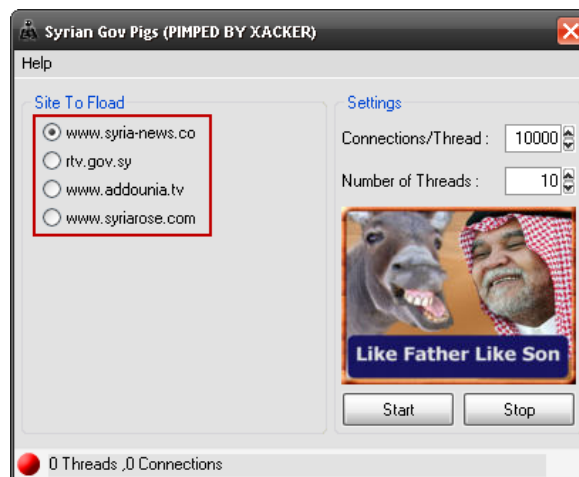 Syrian Gov Pigs (PIMPED BY XACKER)
Help
Site To Fload
www.syria-news.co
rtv.gov.sy
www.addounia.tv
www.syriarose.com
Settings
Connections/Thread : 10000
Number of Threads : 10
Like Father Like Son
Start Stop
0 Threads ,0 Connections